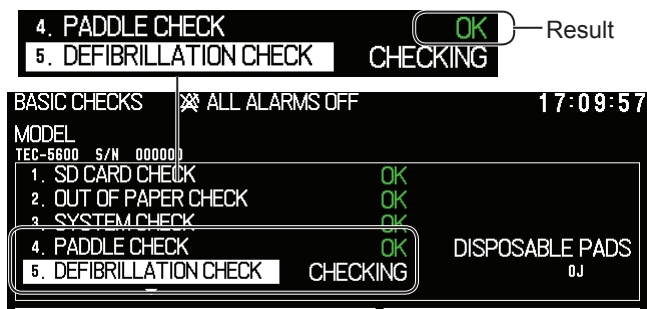 4. PADDLE CHECK OK Result
5. DEFIBRILLATION CHECK CHECKING
BASIC CHECKS ALL ALARMS OFF 17:09:57
MODEL
TEC-5600 S/N 000000
1. SD CARD CHECK OK
2. OUT OF PAPER CHECK OK
3. SYSTEM CHECK OK
4. PADDLE CHECK OK DISPOSABLE PADS
5. DEFIBRILLATION CHECK CHECKING 0J